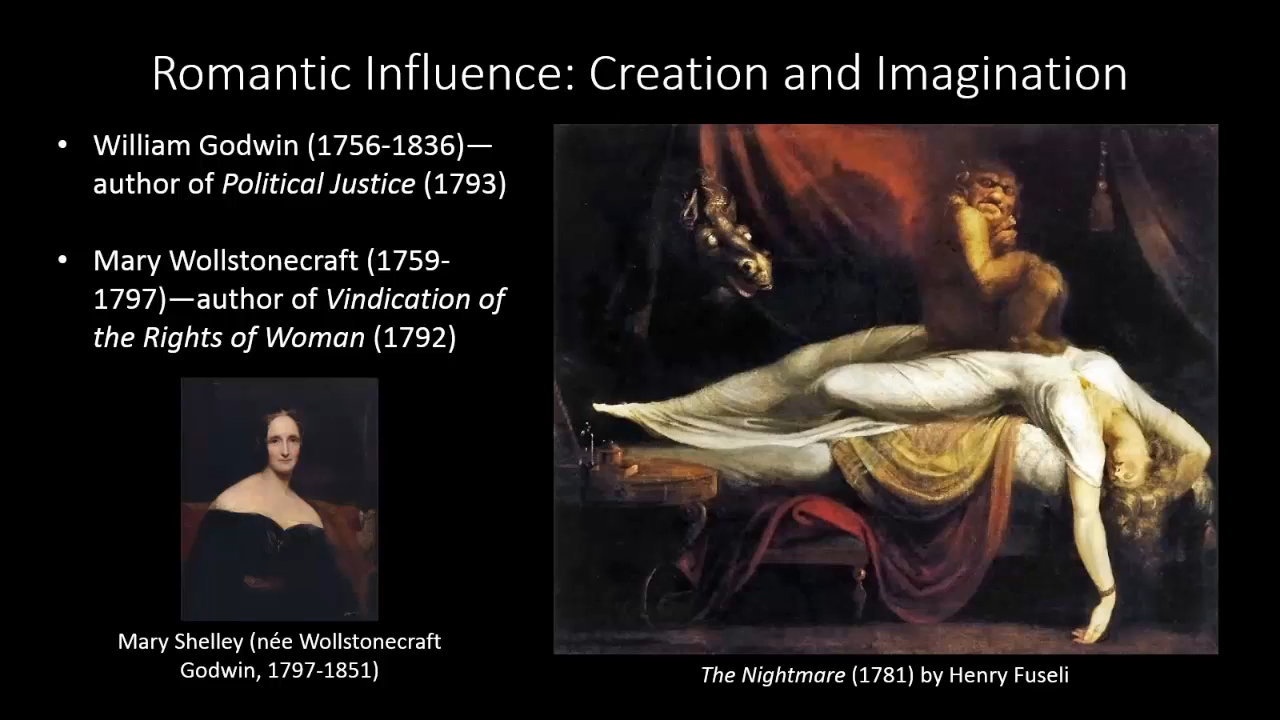 Romantic Influence: Creation and Imagination
• William Godwin (1756-1836)—
author of Political Justice (1793)
• Mary Wollstonecraft (1759-
1797)—author of Vindication of
the Rights of Woman (1792)
Mary Shelley (née Wollstonecraft
Godwin, 1797-1851)
The Nightmare (1781) by Henry Fuseli